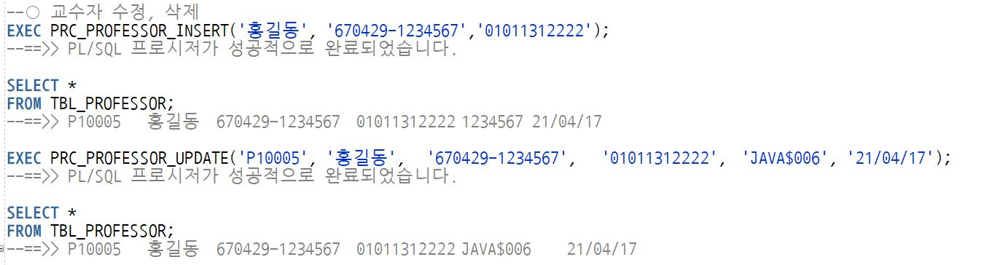 --○ 교수자 수정, 삭제
EXEC PRC_PROFESSOR_INSERT('홍길동', '670429-1234567','01011312222');
--==>> PL/SQL 프로시저가 성공적으로 완료되었습니다.
SELECT *
FROM TBL_PROFESSOR;
--==>> P10005 홍길동 670429-1234567 01011312222 1234567 21/04/17
EXEC PRC_PROFESSOR_UPDATE('P10005', '홍길동', '670429-1234567', '01011312222', 'JAVA$006', '21/04/17');
--==>> PL/SQL 프로시저가 성공적으로 완료되었습니다.
SELECT *
FROM TBL_PROFESSOR;
--==>> P10005 홍길동 670429-1234567 01011312222 JAVA$006 21/04/17